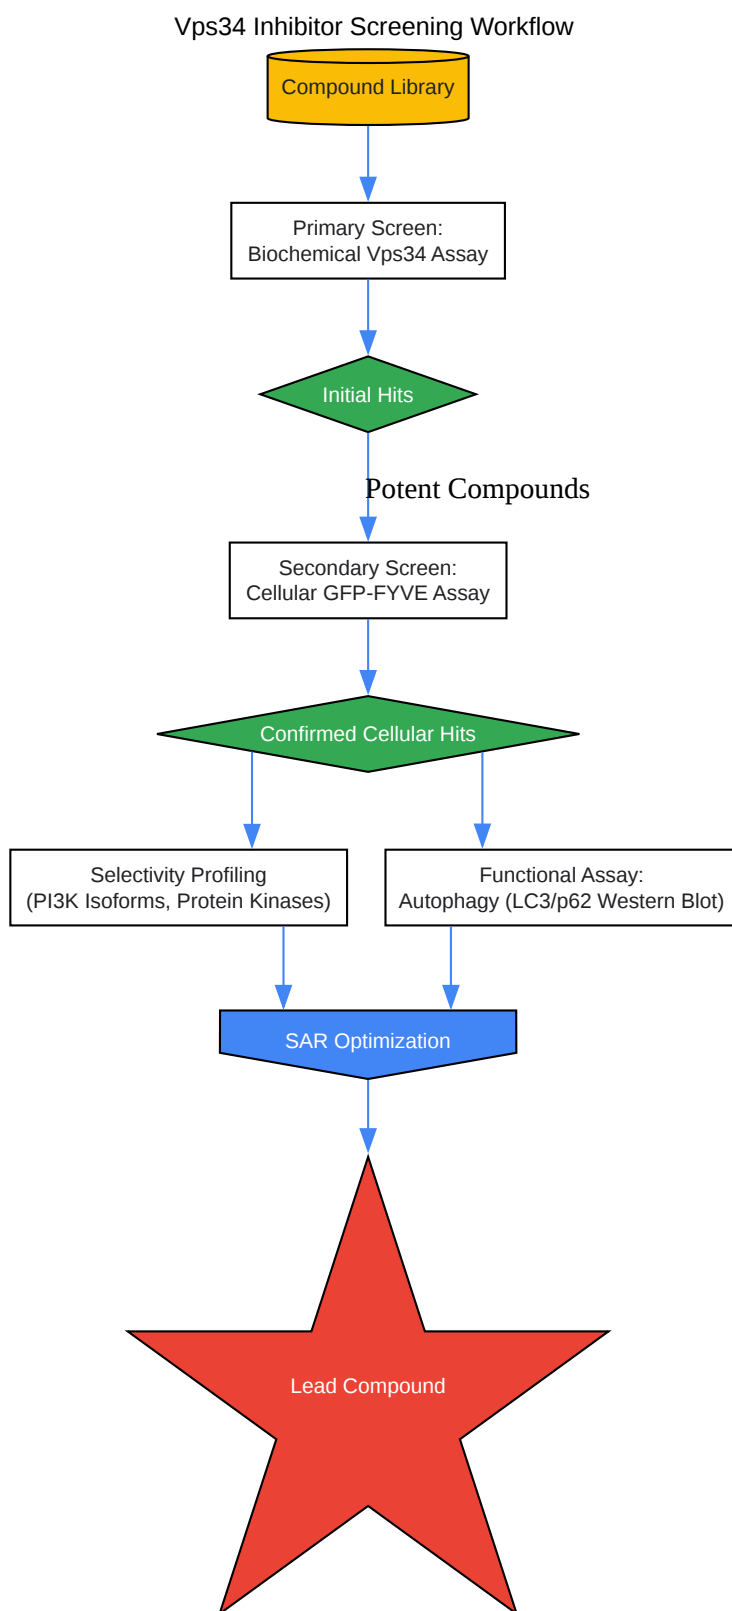 Vps34 Inhibitor Screening Workflow
Compound Library
Primary Screen:
Biochemical Vps34 Assay
Initial Hits
Potent Compounds
Secondary Screen:
Cellular GFP-FYVE Assay
Confirmed Cellular Hits
Selectivity Profiling
(PI3K Isoforms, Protein Kinases)
Functional Assay:
Autophagy (LC3/p62 Western Blot)
SAR Optimization
Lead Compound